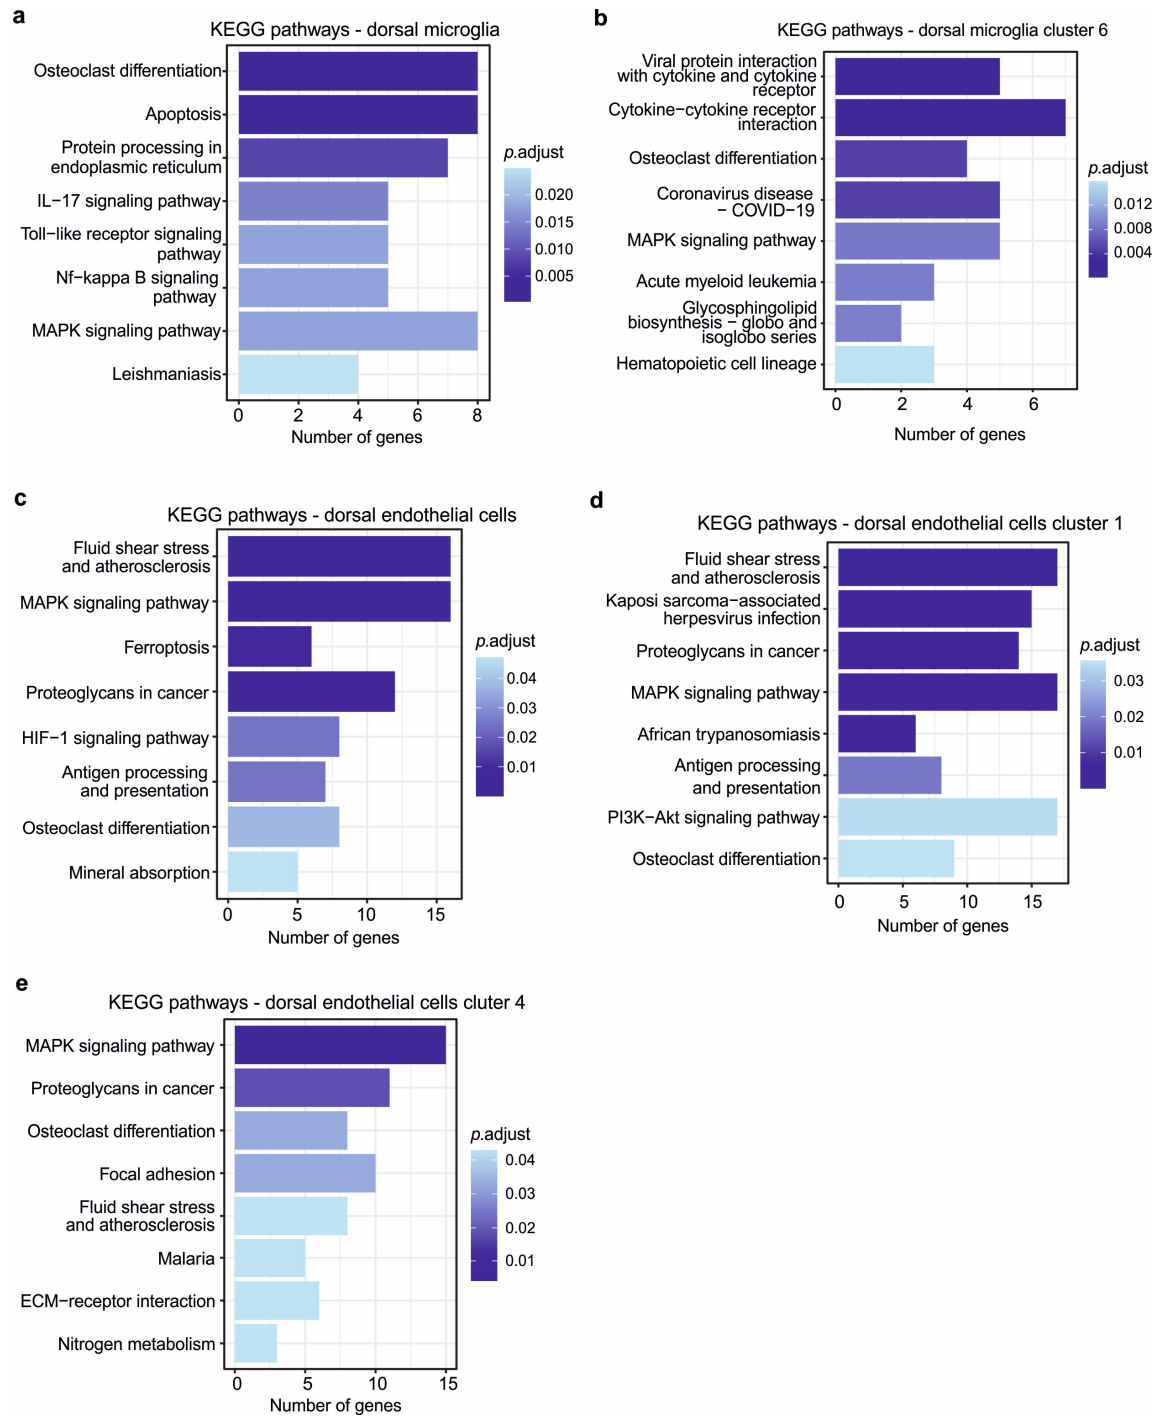 a
KEGG pathways - dorsal microglia
Osteoclast differentiation
Apoptosis
Protein processing in
endoplasmic reticulum
IL−17 signaling pathway
Toll−like receptor signaling
pathway
Nf−kappa B signaling
pathway
MAPK signaling pathway
Leishmaniasis
0 2 4 6 8
Number of genes
p.adjust
0.020
0.015
0.010
0.005
b
KEGG pathways - dorsal microglia cluster 6
Viral protein interaction
with cytokine and cytokine
receptor
Cytokine−cytokine receptor
interaction
Osteoclast differentiation
Coronavirus disease
− COVID−19
MAPK signaling pathway
Acute myeloid leukemia
Glycosphingolipid
biosynthesis − globo and
isoglobo series
Hematopoietic cell lineage
0 2 4 6
Number of genes
p.adjust
0.012
0.008
0.004
c
KEGG pathways - dorsal endothelial cells
Fluid shear stress
and atherosclerosis
MAPK signaling pathway
Ferroptosis
Proteoglycans in cancer
HIF−1 signaling pathway
Antigen processing
and presentation
Osteoclast differentiation
Mineral absorption
0 5 10 15
Number of genes
p.adjust
0.04
0.03
0.02
0.01
d
KEGG pathways - dorsal endothelial cells cluster 1
Fluid shear stress
and atherosclerosis
Kaposi sarcoma−associated
herpesvirus infection
Proteoglycans in cancer
MAPK signaling pathway
African trypanosomiasis
Antigen processing
and presentation
PI3K−Akt signaling pathway
Osteoclast differentiation
0 5 10 15
Number of genes
p.adjust
0.03
0.02
0.01
e
KEGG pathways - dorsal endothelial cells cluter 4
MAPK signaling pathway
Proteoglycans in cancer
Osteoclast differentiation
Focal adhesion
Fluid shear stress
and atherosclerosis
Malaria
ECM−receptor interaction
Nitrogen metabolism
0 5 10 15
Number of genes
p.adjust
0.04
0.03
0.02
0.01